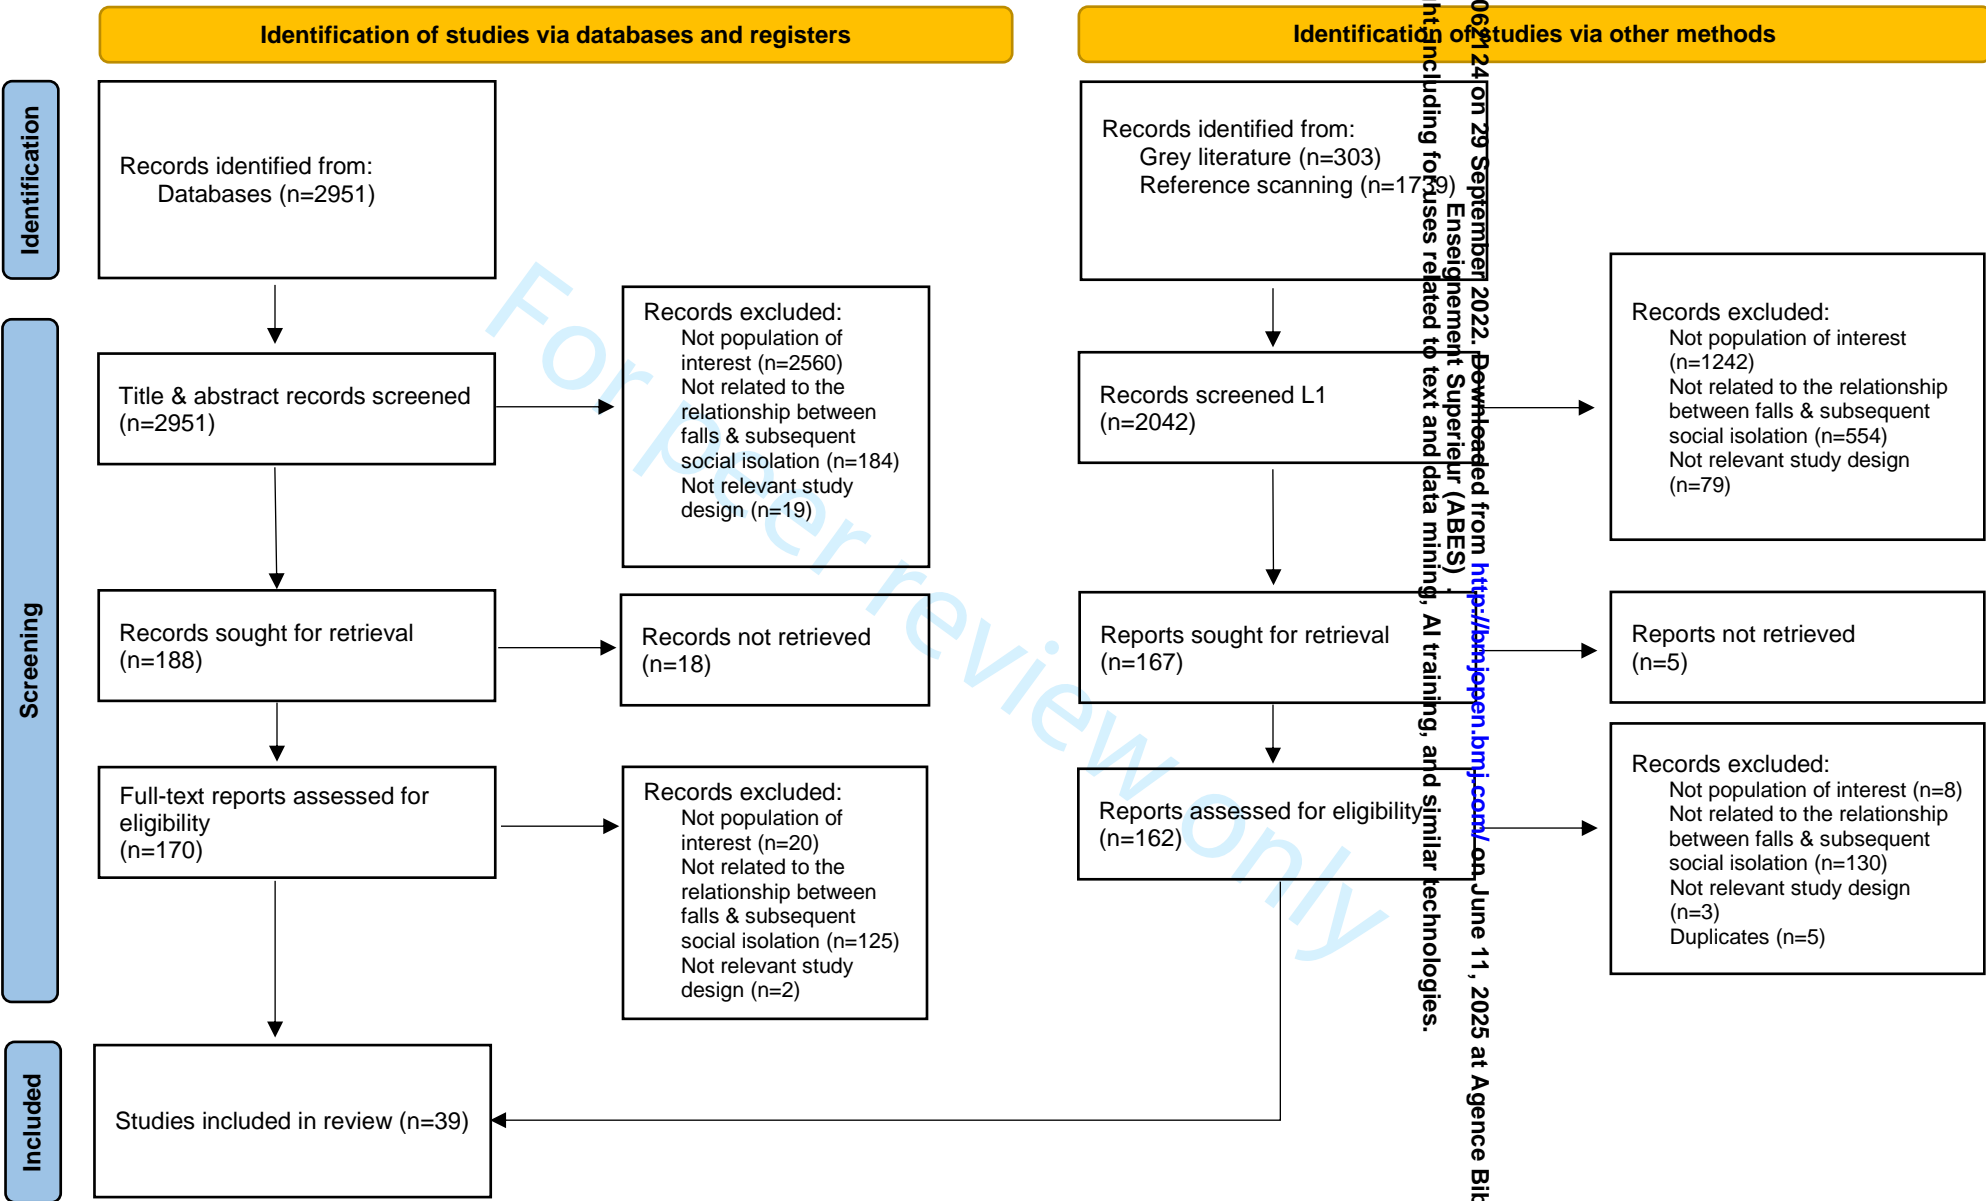 Identification of studies via databases and registers
Identification of studies via other methods
Identification
Records identified from:
Databases (n=2951)
Records identified from:
Grey literature (n=303)
Reference scanning (n=1739)
Screening
Title & abstract records screened
(n=2951)
Records excluded:
Not population of
interest (n=2560)
Not related to the
relationship between
falls & subsequent
social isolation (n=184)
Not relevant study
design (n=19)
Records screened L1
(n=2042)
Records excluded:
Not population of interest
(n=1242)
Not related to the relationship
between falls & subsequent
social isolation (n=554)
Not relevant study design
(n=79)
Records sought for retrieval
(n=188)
Records not retrieved
(n=18)
Reports sought for retrieval
(n=167)
Reports not retrieved
(n=5)
Full-text reports assessed for
eligibility
(n=170)
Records excluded:
Not population of
interest (n=20)
Not related to the
relationship between
falls & subsequent
social isolation (n=125)
Not relevant study
design (n=2)
Reports assessed for eligibility
(n=162)
Records excluded:
Not population of interest (n=8)
Not related to the relationship
between falls & subsequent
social isolation (n=130)
Not relevant study design
(n=3)
Duplicates (n=5)
Included
Studies included in review (n=39)
For peer review only
on 29 September 2022. Downloaded from http://bmjopen.bmj.com/ on June 11, 2025 at Agence
Enseignement Superieur (ABES) .
including for uses related to text and data mining, AI training, and similar technologies.